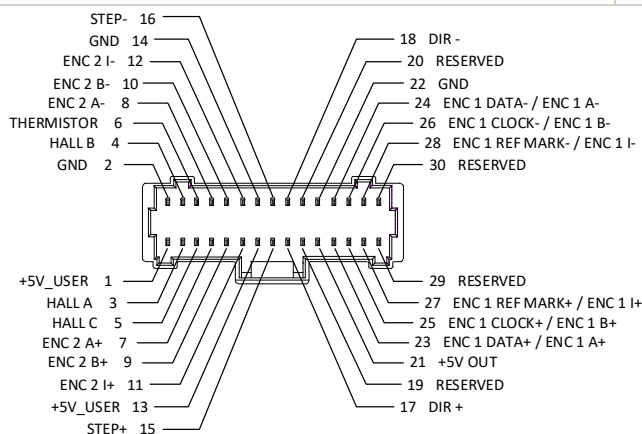 STEP- 16
GND 14
ENC 2 I- 12
ENC 2 B- 10
ENC 2 A- 8
THERMISTOR 6
HALL B 4
GND 2
18 DIR -
20 RESERVED
22 GND
24 ENC 1 DATA- / ENC 1 A-
26 ENC 1 CLOCK- / ENC 1 B-
28 ENC 1 REF MARK- / ENC 1 I-
30 RESERVED
+5V_USER 1
HALL A 3
HALL C 5
ENC 2 A+ 7
ENC 2 B+ 9
ENC 2 I+ 11
+5V_USER 13
STEP+ 15
29 RESERVED
27 ENC 1 REF MARK+ / ENC 1 I+
25 ENC 1 CLOCK+ / ENC 1 B+
23 ENC 1 DATA+ / ENC 1 A+
21 +5V OUT
19 RESERVED
17 DIR +